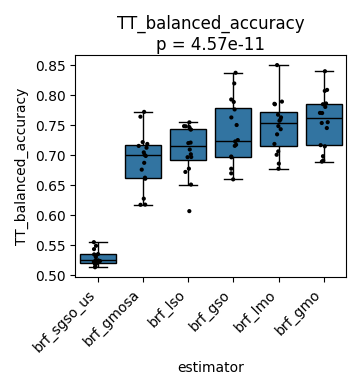 TT_balanced_accuracy
p = 4.57e-11
TT_balanced_accuracy
0.85
0.80
0.75
0.70
0.65
0.60
0.55
0.50
brf_sgso_us
brf_gmosa
brf_lso
brf_gso
brf_lmo
brf_gmo
estimator